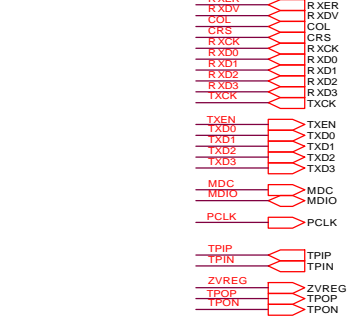 RXER RXER
RXDV RXDV
COL COL
CRS CRS
RXCK RXCK
RXD0 RXD0
RXD1 RXD1
RXD2 RXD2
RXD3 RXD3
TXCK TXCK
TXEN TXEN
TXD0 TXD0
TXD1 TXD1
TXD2 TXD2
TXD3 TXD3
MDC MDC
MDIO MDIO
PCLK PCLK
TPIP TPIP
TPIN TPIN
ZVREG ZVREG
TPOP TPOP
TPON TPON